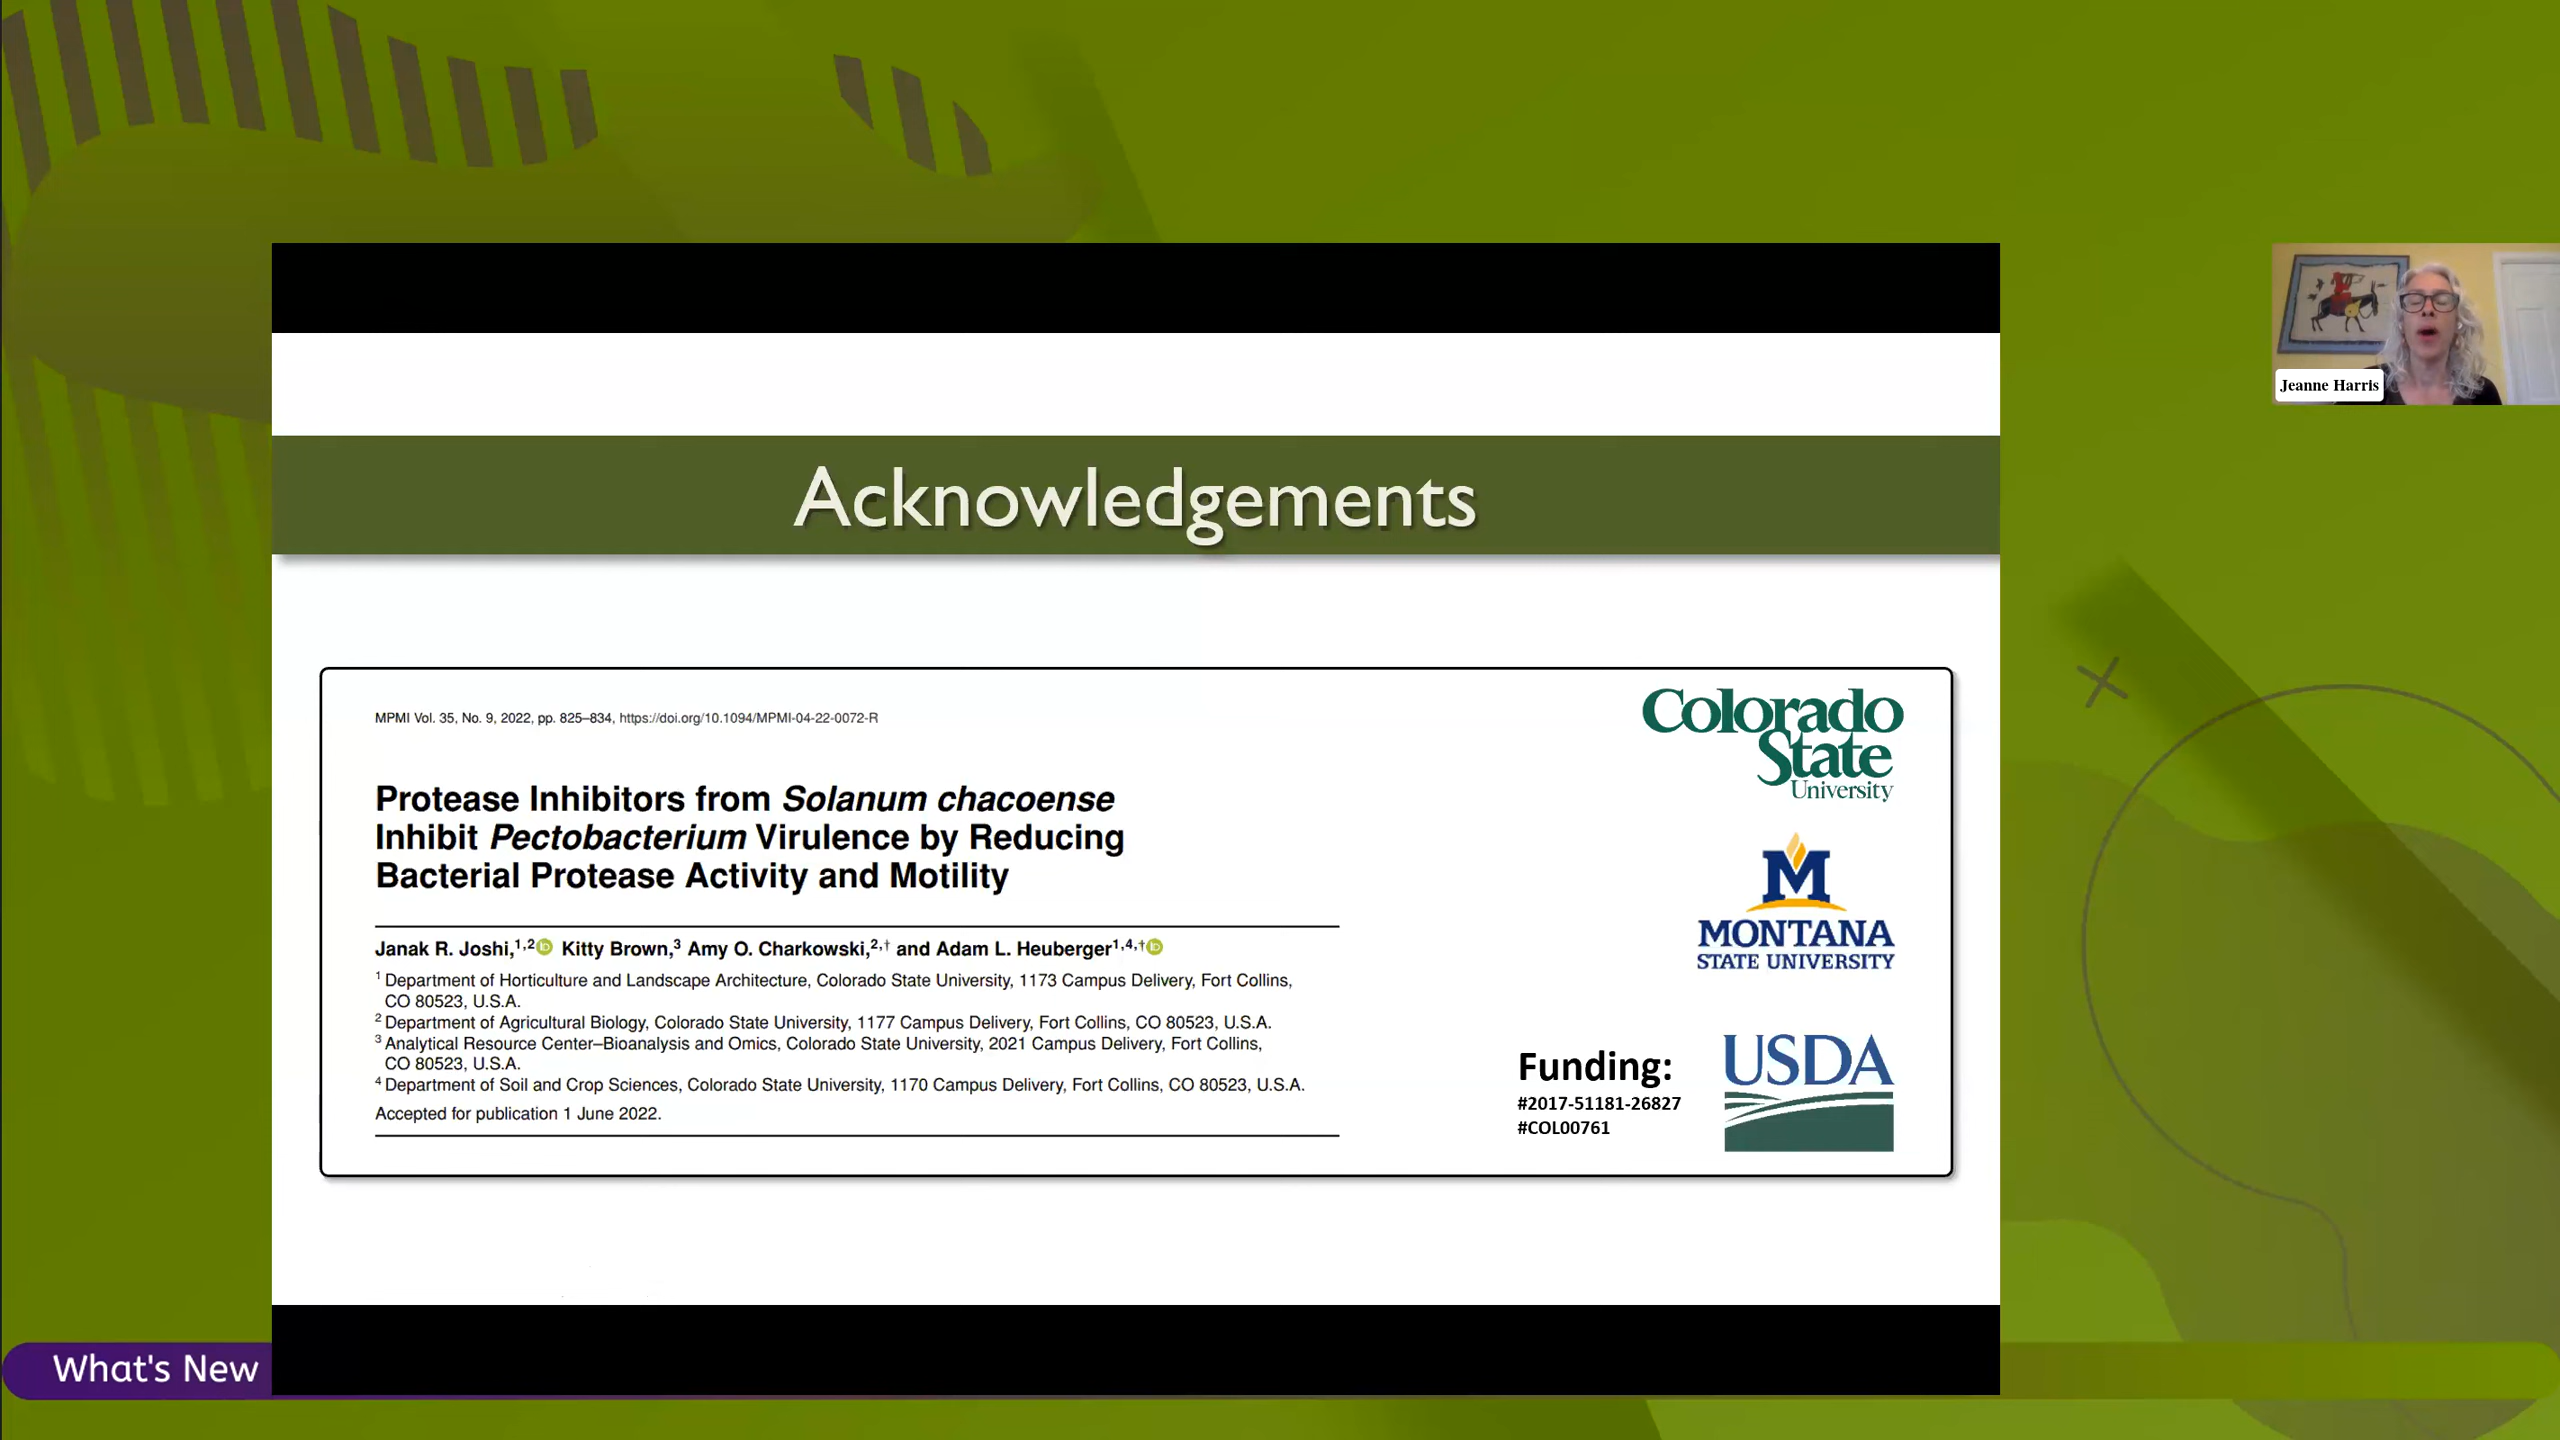 Jeanne Harris
Acknowledgements
MPMI Vol. 35, No. 9, 2022, pp. 825–834, https://doi.org/10.1094/MPMI-04-22-0072-R
Protease Inhibitors from Solanum chacoense
Inhibit Pectobacterium Virulence by Reducing
Bacterial Protease Activity and Motility
Janak R. Joshi,1,2 Kitty Brown,3 Amy O. Charkowski,2,† and Adam L. Heuberger1,4,†
1 Department of Horticulture and Landscape Architecture, Colorado State University, 1173 Campus Delivery, Fort Collins,
CO 80523, U.S.A.
2 Department of Agricultural Biology, Colorado State University, 1177 Campus Delivery, Fort Collins, CO 80523, U.S.A.
3 Analytical Resource Center–Bioanalysis and Omics, Colorado State University, 2021 Campus Delivery, Fort Collins,
CO 80523, U.S.A.
4 Department of Soil and Crop Sciences, Colorado State University, 1170 Campus Delivery, Fort Collins, CO 80523, U.S.A.
Accepted for publication 1 June 2022.
Colorado
State
University
M
MONTANA
STATE UNIVERSITY
Funding:
#2017-51181-26827
#COL00761
USDA
What's New